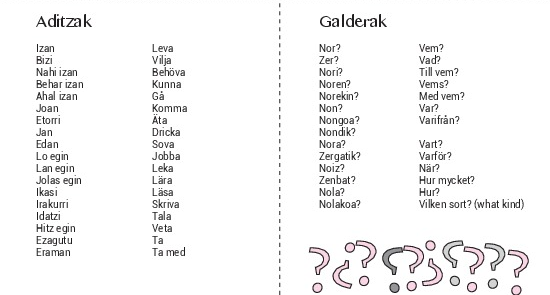 Aditzak
Izan Leva
Bizi Vilja
Nahi izan Behöva
Behar izan Kunna
Ahal izan Gå
Joan Komma
Etorri Äta
Jan Dricka
Edan Sova
Lo egin Jobba
Lan egin Leka
Jolas egin Lära
Ikasi Läsa
Irakurri Skriva
Idatzi Tala
Hitz egin Veta
Ezagutu Ta
Eraman Ta med
Galderak
Nor? Vem?
Zer? Vad?
Nori? Till vem?
Noren? Vems?
Norekin? Med vem?
Non? Var?
Nongoa? Varifrån?
Nondik?
Nora? Vart?
Zergatik? Varför?
Noiz? När?
Zenbat? Hur mycket?
Nola? Hur?
Nolakoa? Vilken sort? (what kind)